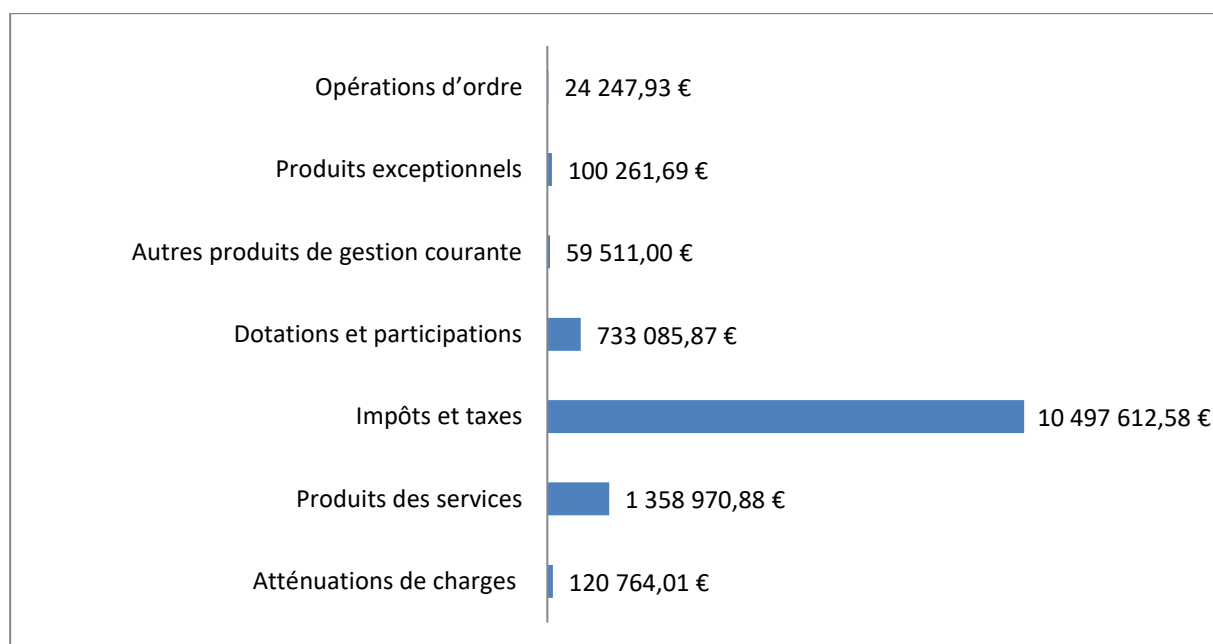 Opérations d’ordre 24 247,93 €
Produits exceptionnels 100 261,69 €
Autres produits de gestion courante 59 511,00 €
Dotations et participations 733 085,87 €
Impôts et taxes 10 497 612,58 €
Produits des services 1 358 970,88 €
Atténuations de charges 120 764,01 €